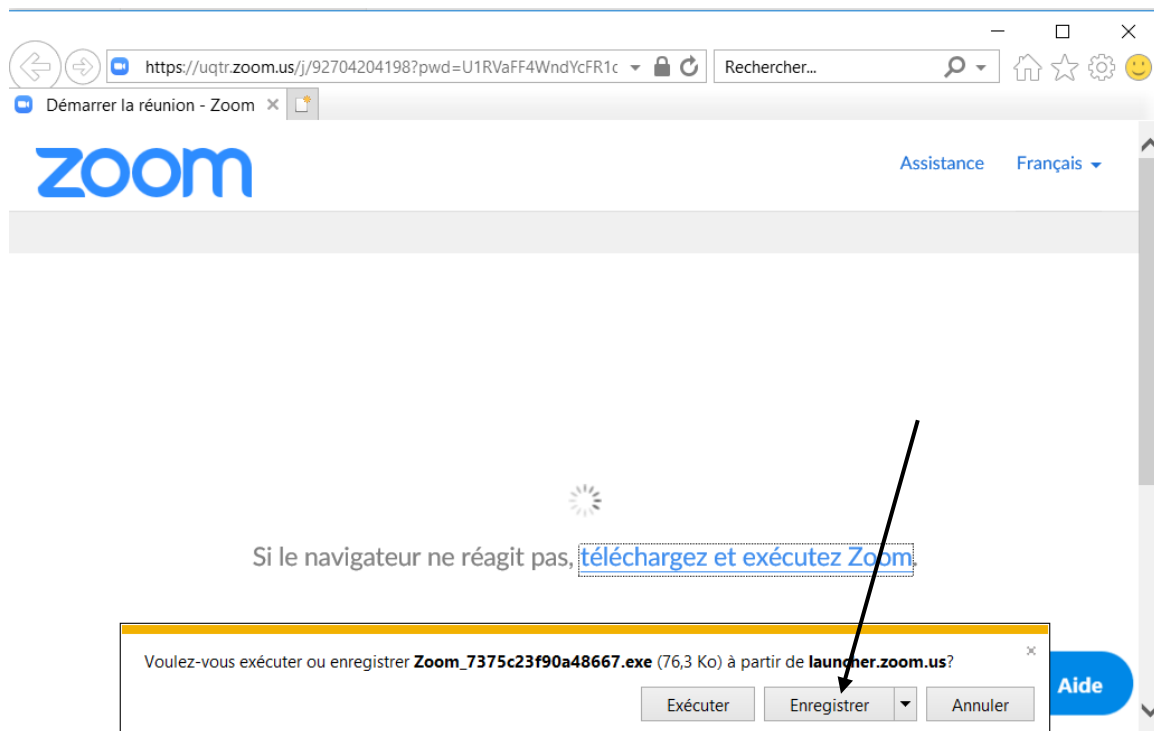 https://uqtr.zoom.us/j/92704204198?pwd=U1RVaFF4WndYcFR1c
Rechercher...
Démarrer la réunion - Zoom
zoom
Assistance
Français
Si le navigateur ne réagit pas, téléchargez et exécutez Zoom.
Voulez-vous exécuter ou enregistrer Zoom_7375c23f90a48667.exe (76,3 Ko) à partir de launcher.zoom.us?
Aide
Exécuter
Enregistrer
Annuler